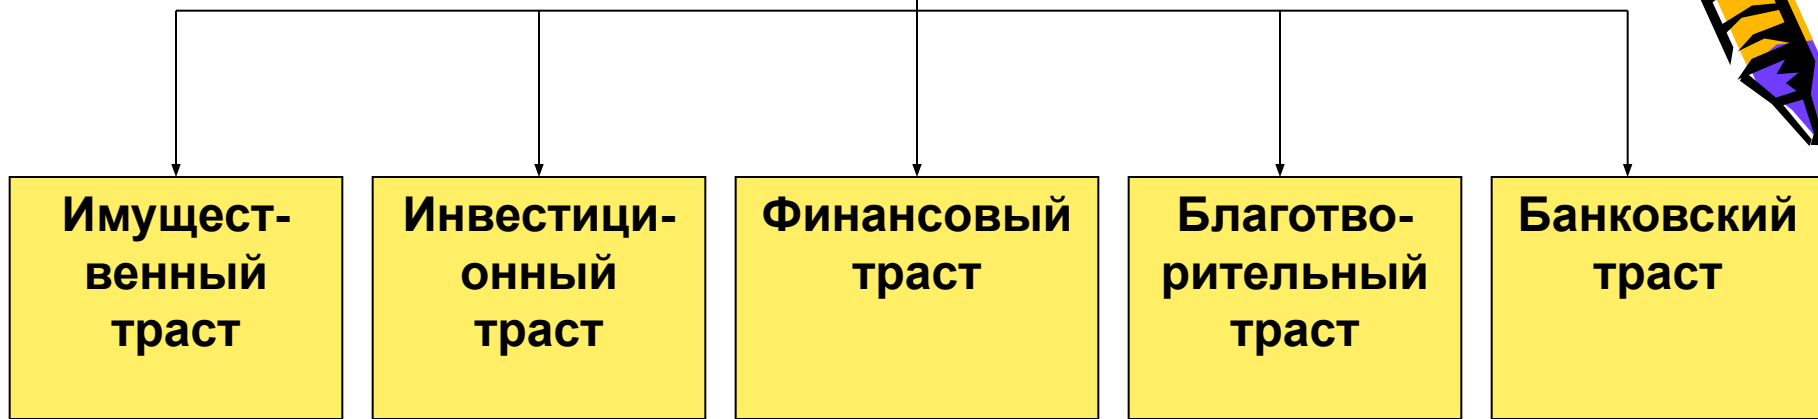 Имущест-
венный
траст
Инвестици-
онный
траст
Финансовый
траст
Благотво-
рительный
траст
Банковский
траст